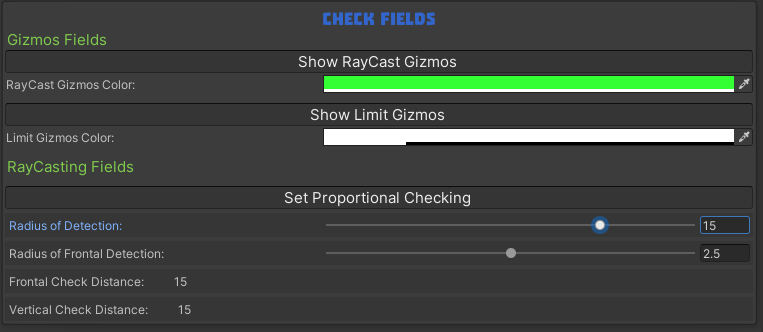 CHECK FIELDS
Gizmos Fields
Show RayCast Gizmos
RayCast Gizmos Color:
Show Limit Gizmos
Limit Gizmos Color:
RayCasting Fields
Set Proportional Checking
Radius of Detection: 15
Radius of Frontal Detection: 2.5
Frontal Check Distance: 15
Vertical Check Distance: 15